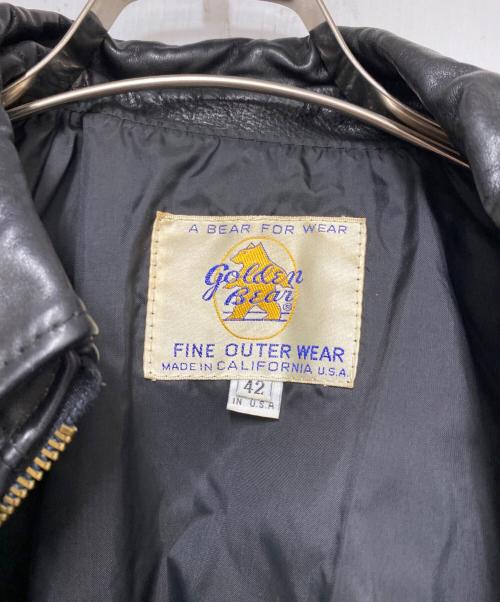 A BEAR FOR WEAR
Golden
Bear
®
FINE OUTER WEAR
MADE IN CALIFORNIA U.S.A.
42
IN U.S.A